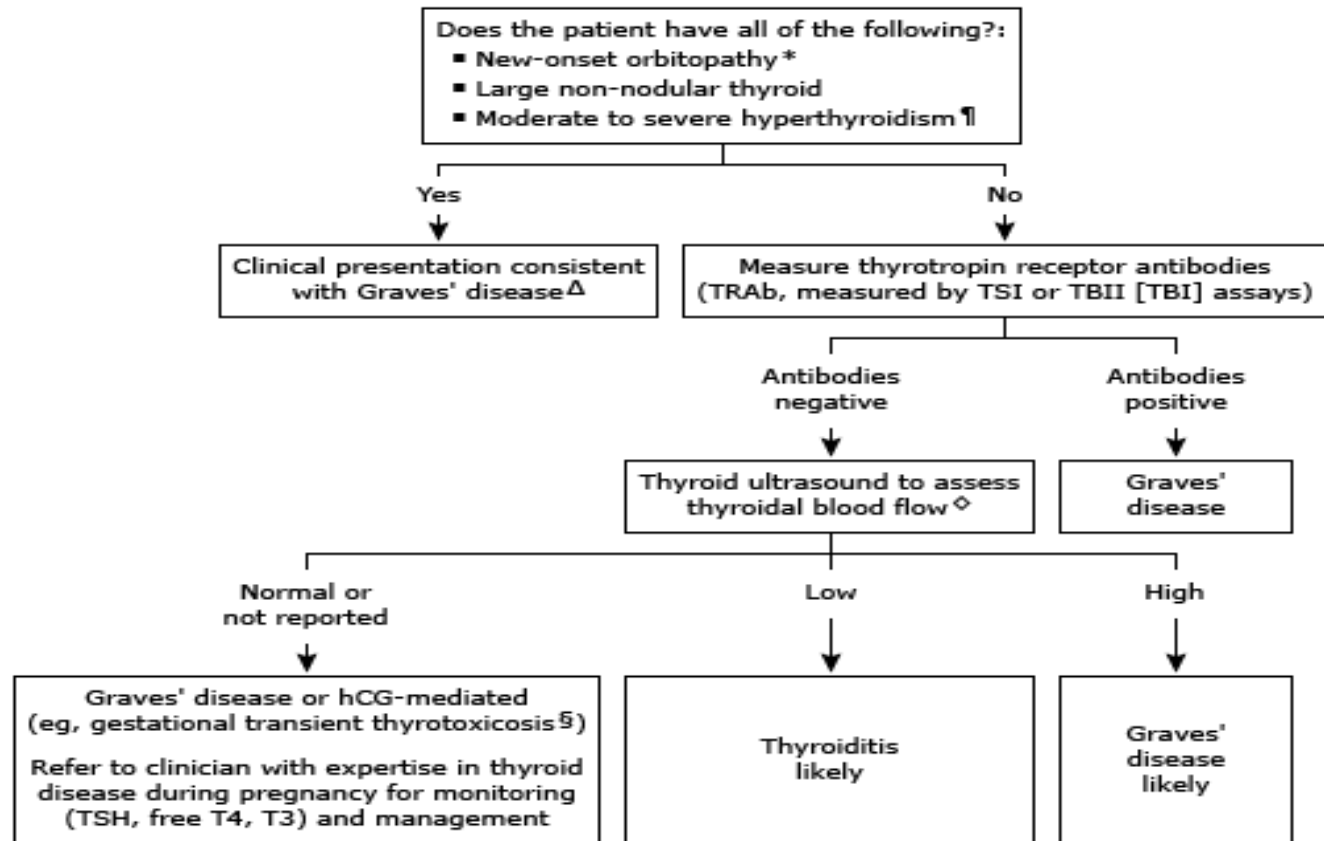 Does the patient have all of the following?:
▪ New-onset orbitopathy*
▪ Large non-nodular thyroid
▪ Moderate to severe hyperthyroidism¶
Yes
No
Clinical presentation consistent
with Graves' diseaseΔ
Measure thyrotropin receptor antibodies
(TRAb, measured by TSI or TBII [TBI] assays)
Antibodies
negative
Antibodies
positive
Thyroid ultrasound to assess
thyroidal blood flow◇
Graves'
disease
Normal or
not reported
Low
High
Graves' disease or hCG-mediated
(eg, gestational transient thyrotoxicosis§)
Refer to clinician with expertise in thyroid
disease during pregnancy for monitoring
(TSH, free T4, T3) and management
Thyroiditis
likely
Graves'
disease
likely